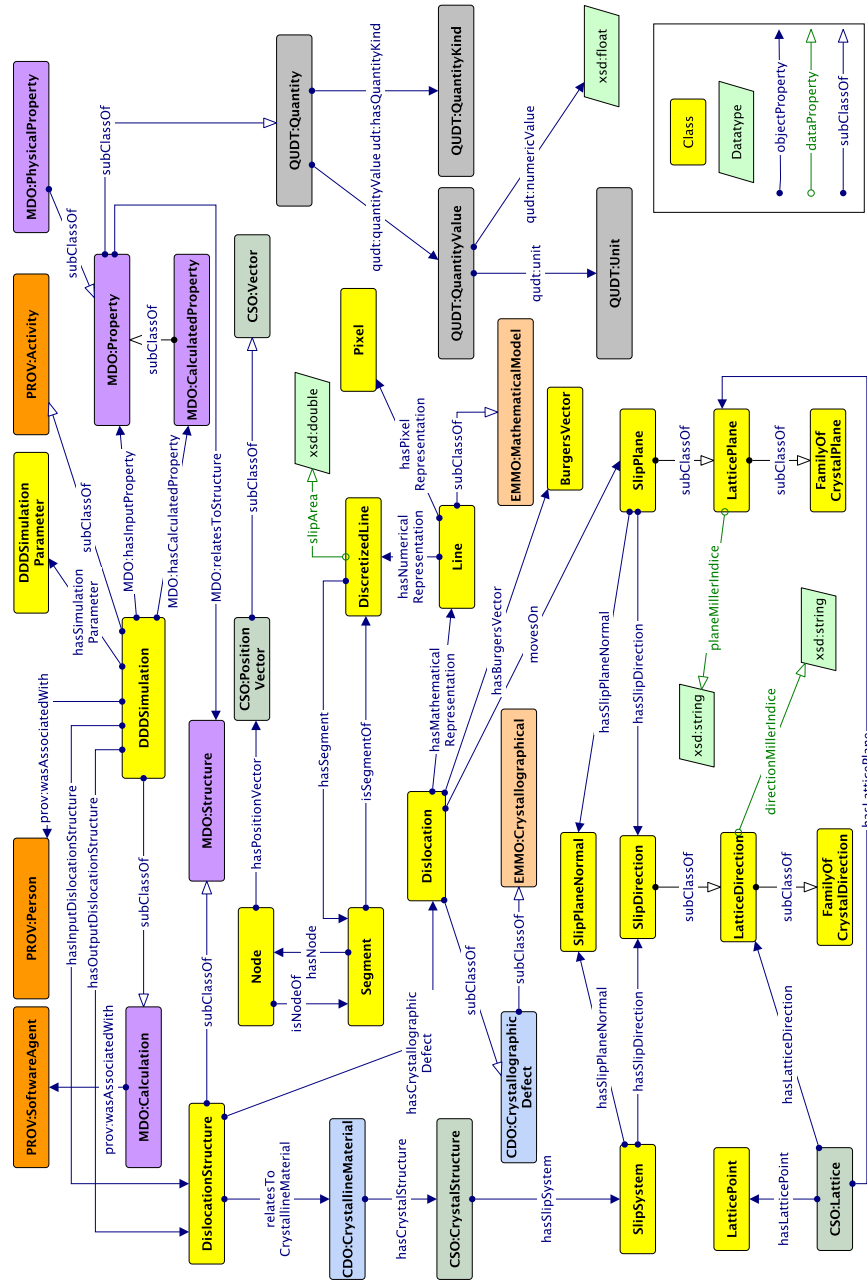 PROV:SoftwareAgent
PROV:Person
DDDSimulation
Parameter
PROV:Activity
MDO:PhysicalProperty
hasInputDislocationStructure
hasOutputDislocationStructure
prov:wasAssociatedWith
prov:wasAssociatedWith
hasSimulation
Parameter
subClassOf
subClassOf
MDO:Calculation
subClassOf
DDDSimulation
MDO:hasInputProperty
MDO:hasCalculatedProperty
MDO:Property
subClassOf
MDO:CalculatedProperty
subClassOf
DislocationStructure
subClassOf
MDO:Structure
MDO:relatesToStructure
Node
hasPositionVector
CSO:Position
Vector
subClassOf
CSO:Vector
QUDT:Quantity
relatesTo
CrystallineMaterial
isNodeOf
hasNode
hasSegment
slipArea
xsd:double
CDO:CrystallineMaterial
Segment
isSegmentOf
DiscretizedLine
Pixel
qudt:quantityValue
udt:hasQuantityKind
hasCrystalStructure
hasCrystallographic
Defect
Dislocation
hasMathematical
Representation
hasNumerical
Representation
hasPixel
Representation
CSO:CrystalStructure
Line
subClassOf
QUDT:QuantityValue
QUDT:QuantityKind
subClassOf
hasBurgersVector
movesOn
CDO:Crystallographic
Defect
subClassOf
EMMO:Crystallographical
EMMO:MathematicalModel
qudt:unit
qudt:numericValue
hasSlipSystem
BurgersVector
xsd:float
SlipPlaneNormal
hasSlipPlaneNormal
hasSlipPlaneNormal
QUDT:Unit
SlipSystem
hasSlipDirection
SlipDirection
hasSlipDirection
SlipPlane
subClassOf
xsd:string
planeMillerIndice
subClassOf
LatticePoint
LatticeDirection
LatticePlane
Class
Datatype
hasLatticePoint
hasLatticeDirection
subClassOf
directionMillerIndice
xsd:string
subClassOf
objectProperty
dataProperty
subClassOf
CSO:Lattice
FamilyOf
CrystalDirection
FamilyOf
CrystalPlane
hasLatticePlane